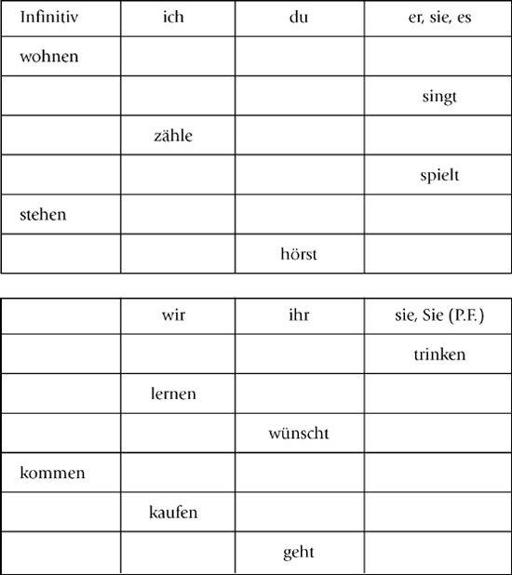 Infinitiv ich du er, sie, es
wohnen
singt
zähle
spielt
stehen
hörst
wir ihr sie, Sie (P.F.)
trinken
lernen
wünscht
kommen
kaufen
geht